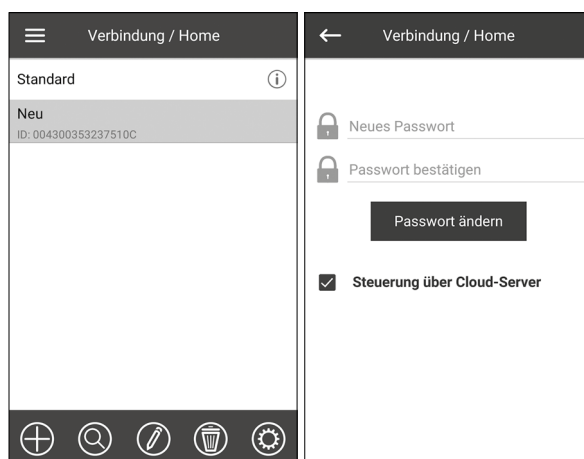 Verbindung / Home
Standard
Neu
ID: 004300353237510C
Verbindung / Home
Neues Passwort
Passwort bestätigen
Passwort ändern
Steuerung über Cloud-Server